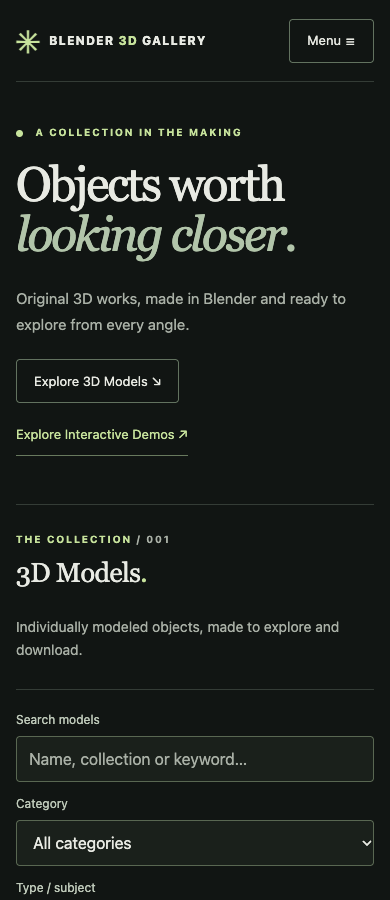 BLENDER 3D GALLERY
Menu ≡
A COLLECTION IN THE MAKING
Objects worth
looking closer.
Original 3D works, made in Blender and ready to
explore from every angle.
Explore 3D Models ↘
Explore Interactive Demos ↗
THE COLLECTION / 001
3D Models.
Individually modeled objects, made to explore and
download.
Search models
Name, collection or keyword...
Category
All categories
Type / subject